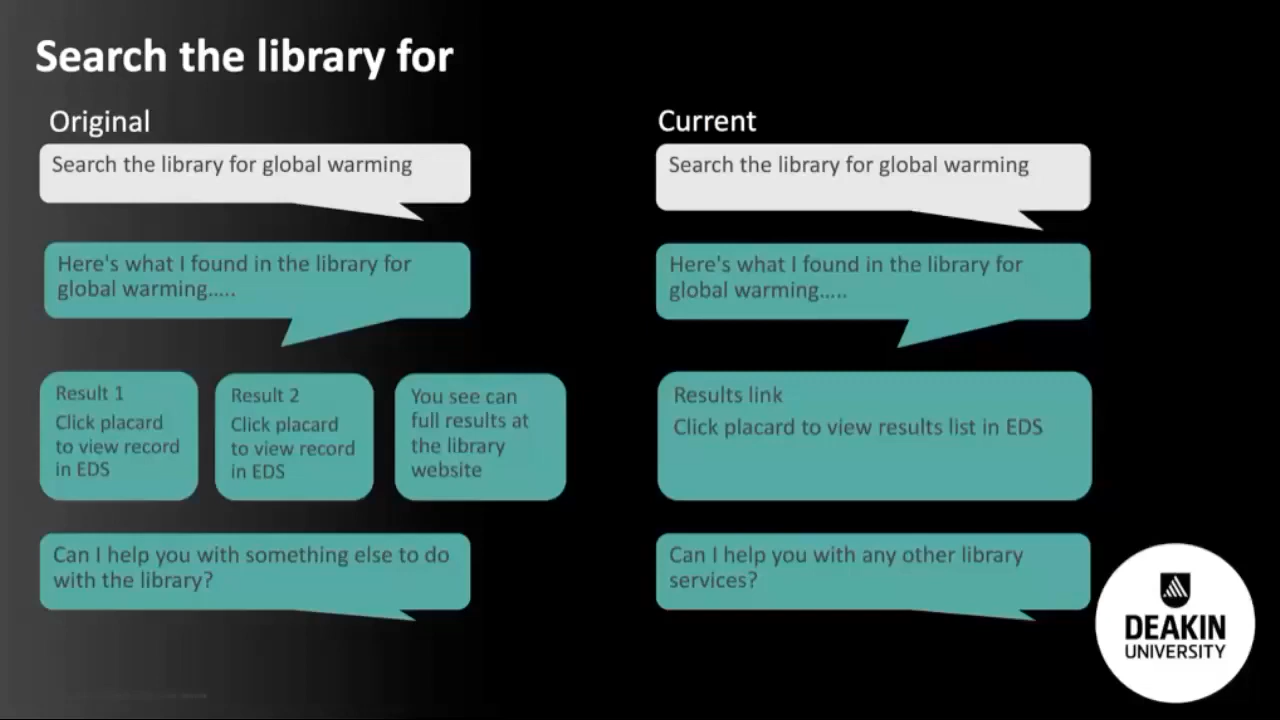 Search the library for
Original
Search the library for global warming
Here's what I found in the library for
global warming…..
Result 1
Click placard
to view record
in EDS
Result 2
Click placard
to view record
in EDS
You see can
full results at
the library
website
Can I help you with something else to do
with the library?
Current
Search the library for global warming
Here's what I found in the library for
global warming…..
Results link
Click placard to view results list in EDS
Can I help you with any other library
services?
DEAKIN
UNIVERSITY